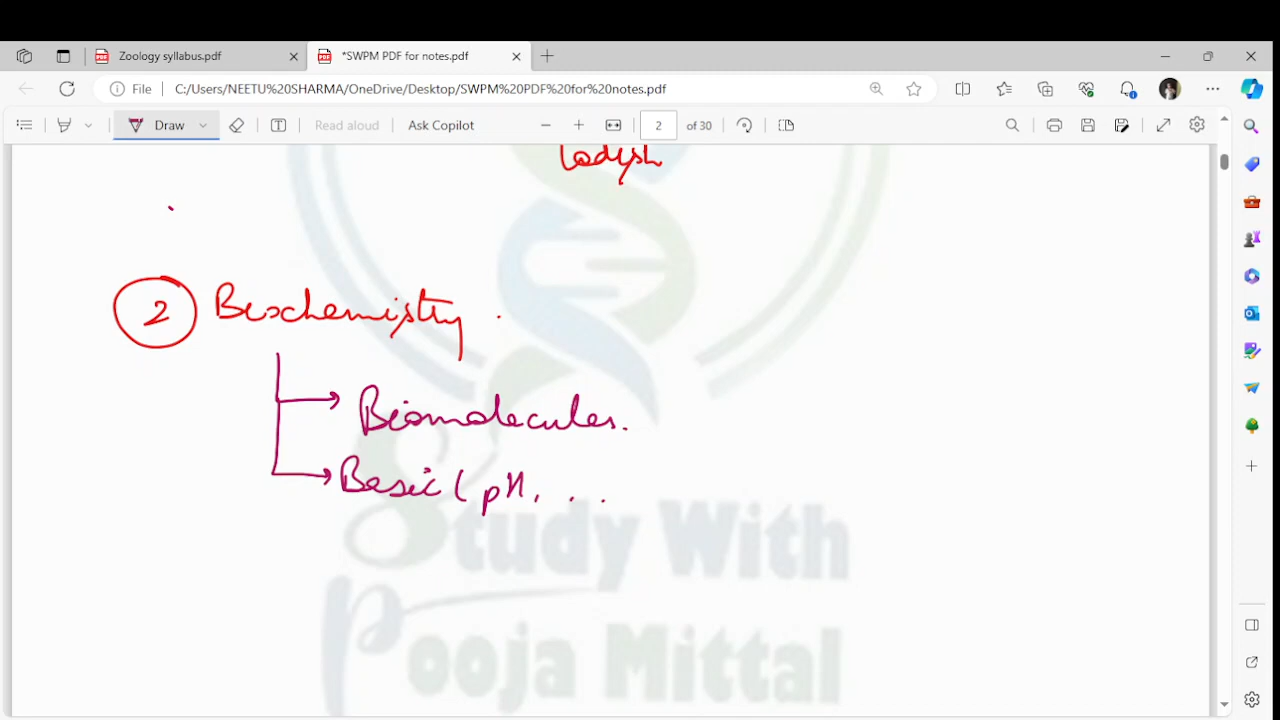 Zoology syllabus.pdf
*SWPM PDF for notes.pdf
File
C:/Users/NEETU%20SHARMA/OneDrive/Desktop/SWPM%20PDF%20for%20notes.pdf
Draw
Read aloud
Ask Copilot
2
of 30
2 Biochemistry.
Biomolecules.
Basic (pH, . . .
Study With
Pooja Mittal